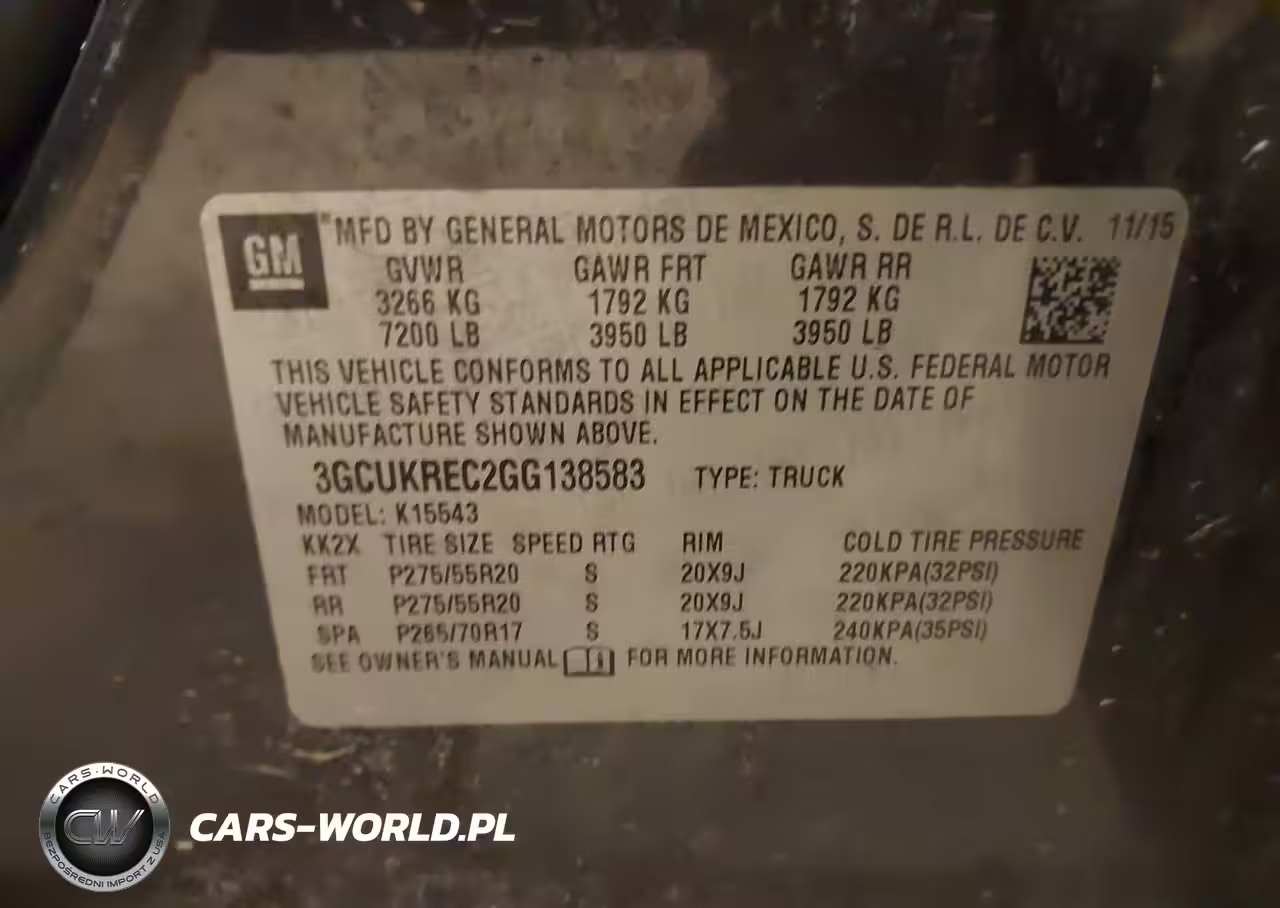 GM
MFD BY GENERAL MOTORS DE MEXICO, S. DE R.L. DE C.V. 11/15
GVWR GAWR FRT GAWR RR
3266 KG 1792 KG 1792 KG
7200 LB 3950 LB 3950 LB
THIS VEHICLE CONFORMS TO ALL APPLICABLE U.S. FEDERAL MOTOR
VEHICLE SAFETY STANDARDS IN EFFECT ON THE DATE OF
MANUFACTURE SHOWN ABOVE.
3GCUKREC2GG138583 TYPE: TRUCK
MODEL: K15543
KK2X TIRE SIZE SPEED RTG RIM COLD TIRE PRESSURE
FRT P275/55R20 S 20X9J 220KPA(32PSI)
RR P275/55R20 S 20X9J 220KPA(32PSI)
SPA P265/70R17 S 17X7.5J 240KPA(35PSI)
SEE OWNER'S MANUAL FOR MORE INFORMATION.
CARS-WORLD
CW
BEZPOŚREDNI IMPORT Z USA
CARS-WORLD.PL